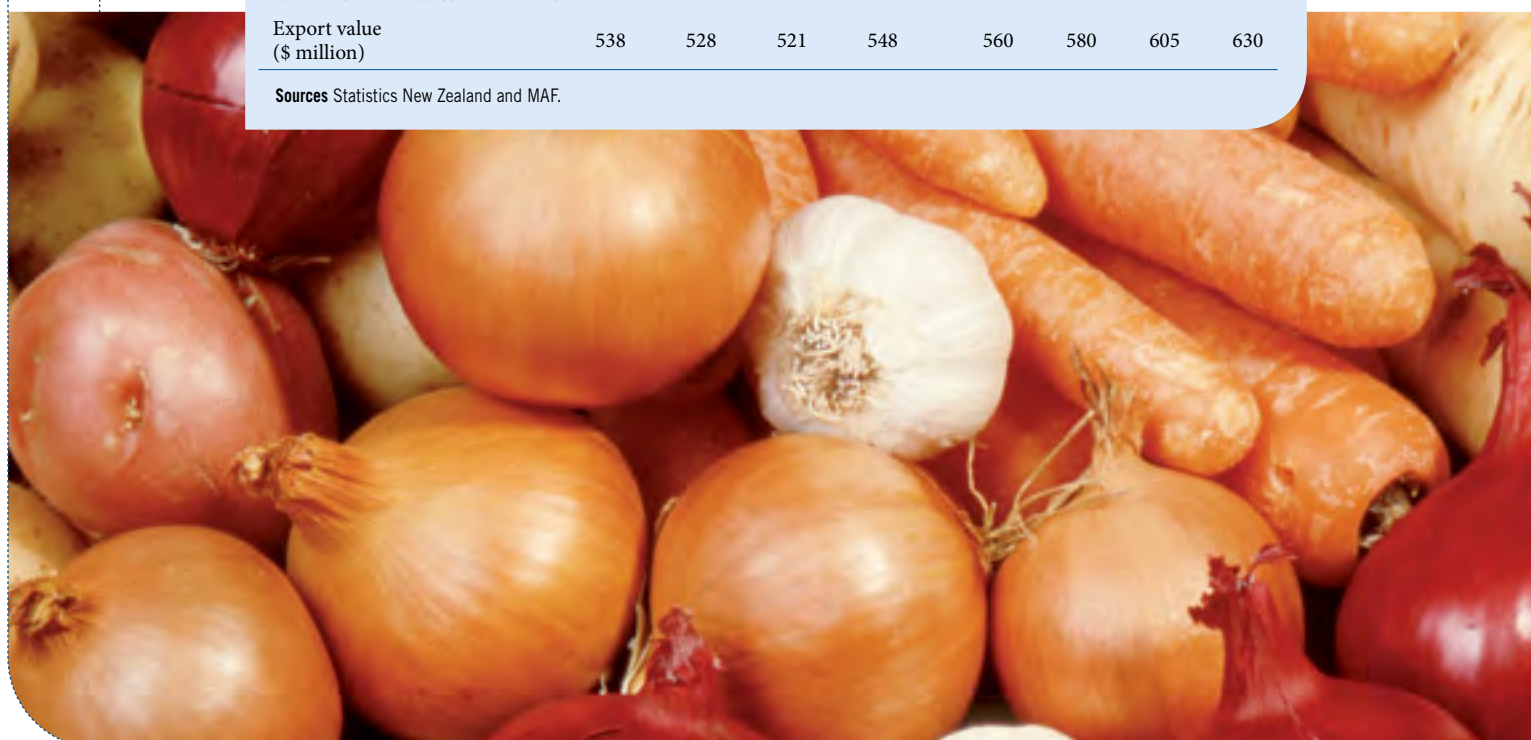 Export value
($ million) 538 528 521 548 560 580 605 630
Sources Statistics New Zealand and MAF.